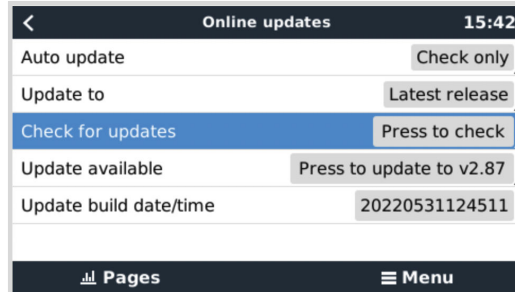 Online updates 15:42
Auto update Check only
Update to Latest release
Check for updates Press to check
Update available Press to update to v2.87
Update build date/time 20220531124511
Pages Menu